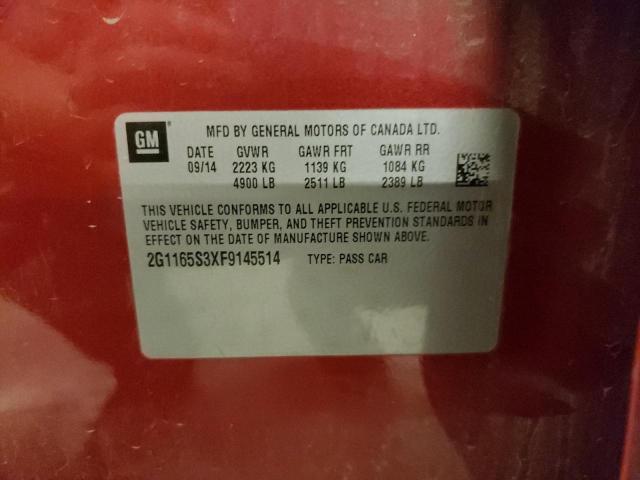 GM
MFD BY GENERAL MOTORS OF CANADA LTD.
DATE GVWR GAWR FRT GAWR RR
09/14 2223 KG 1139 KG 1084 KG
4900 LB 2511 LB 2389 LB
THIS VEHICLE CONFORMS TO ALL APPLICABLE U.S. FEDERAL MOTOR
VEHICLE SAFETY, BUMPER, AND THEFT PREVENTION STANDARDS IN
EFFECT ON THE DATE OF MANUFACTURE SHOWN ABOVE.
2G1165S3XF9145514 TYPE: PASS CAR